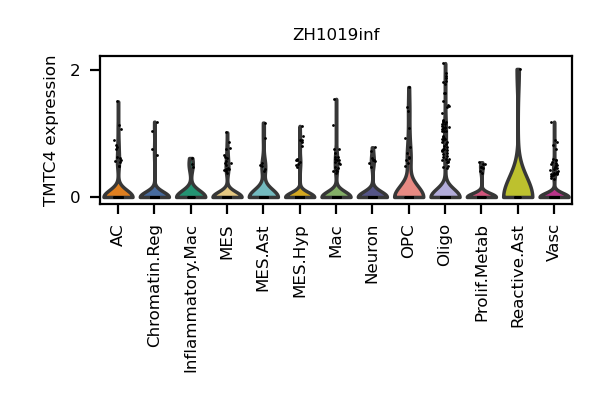 ZH1019inf
TMTC4 expression
2
0
AC
Chromatin.Reg
Inflammatory.Mac
MES
MES.Ast
MES.Hyp
Mac
Neuron
OPC
Oligo
Prolif.Metab
Reactive.Ast
Vasc